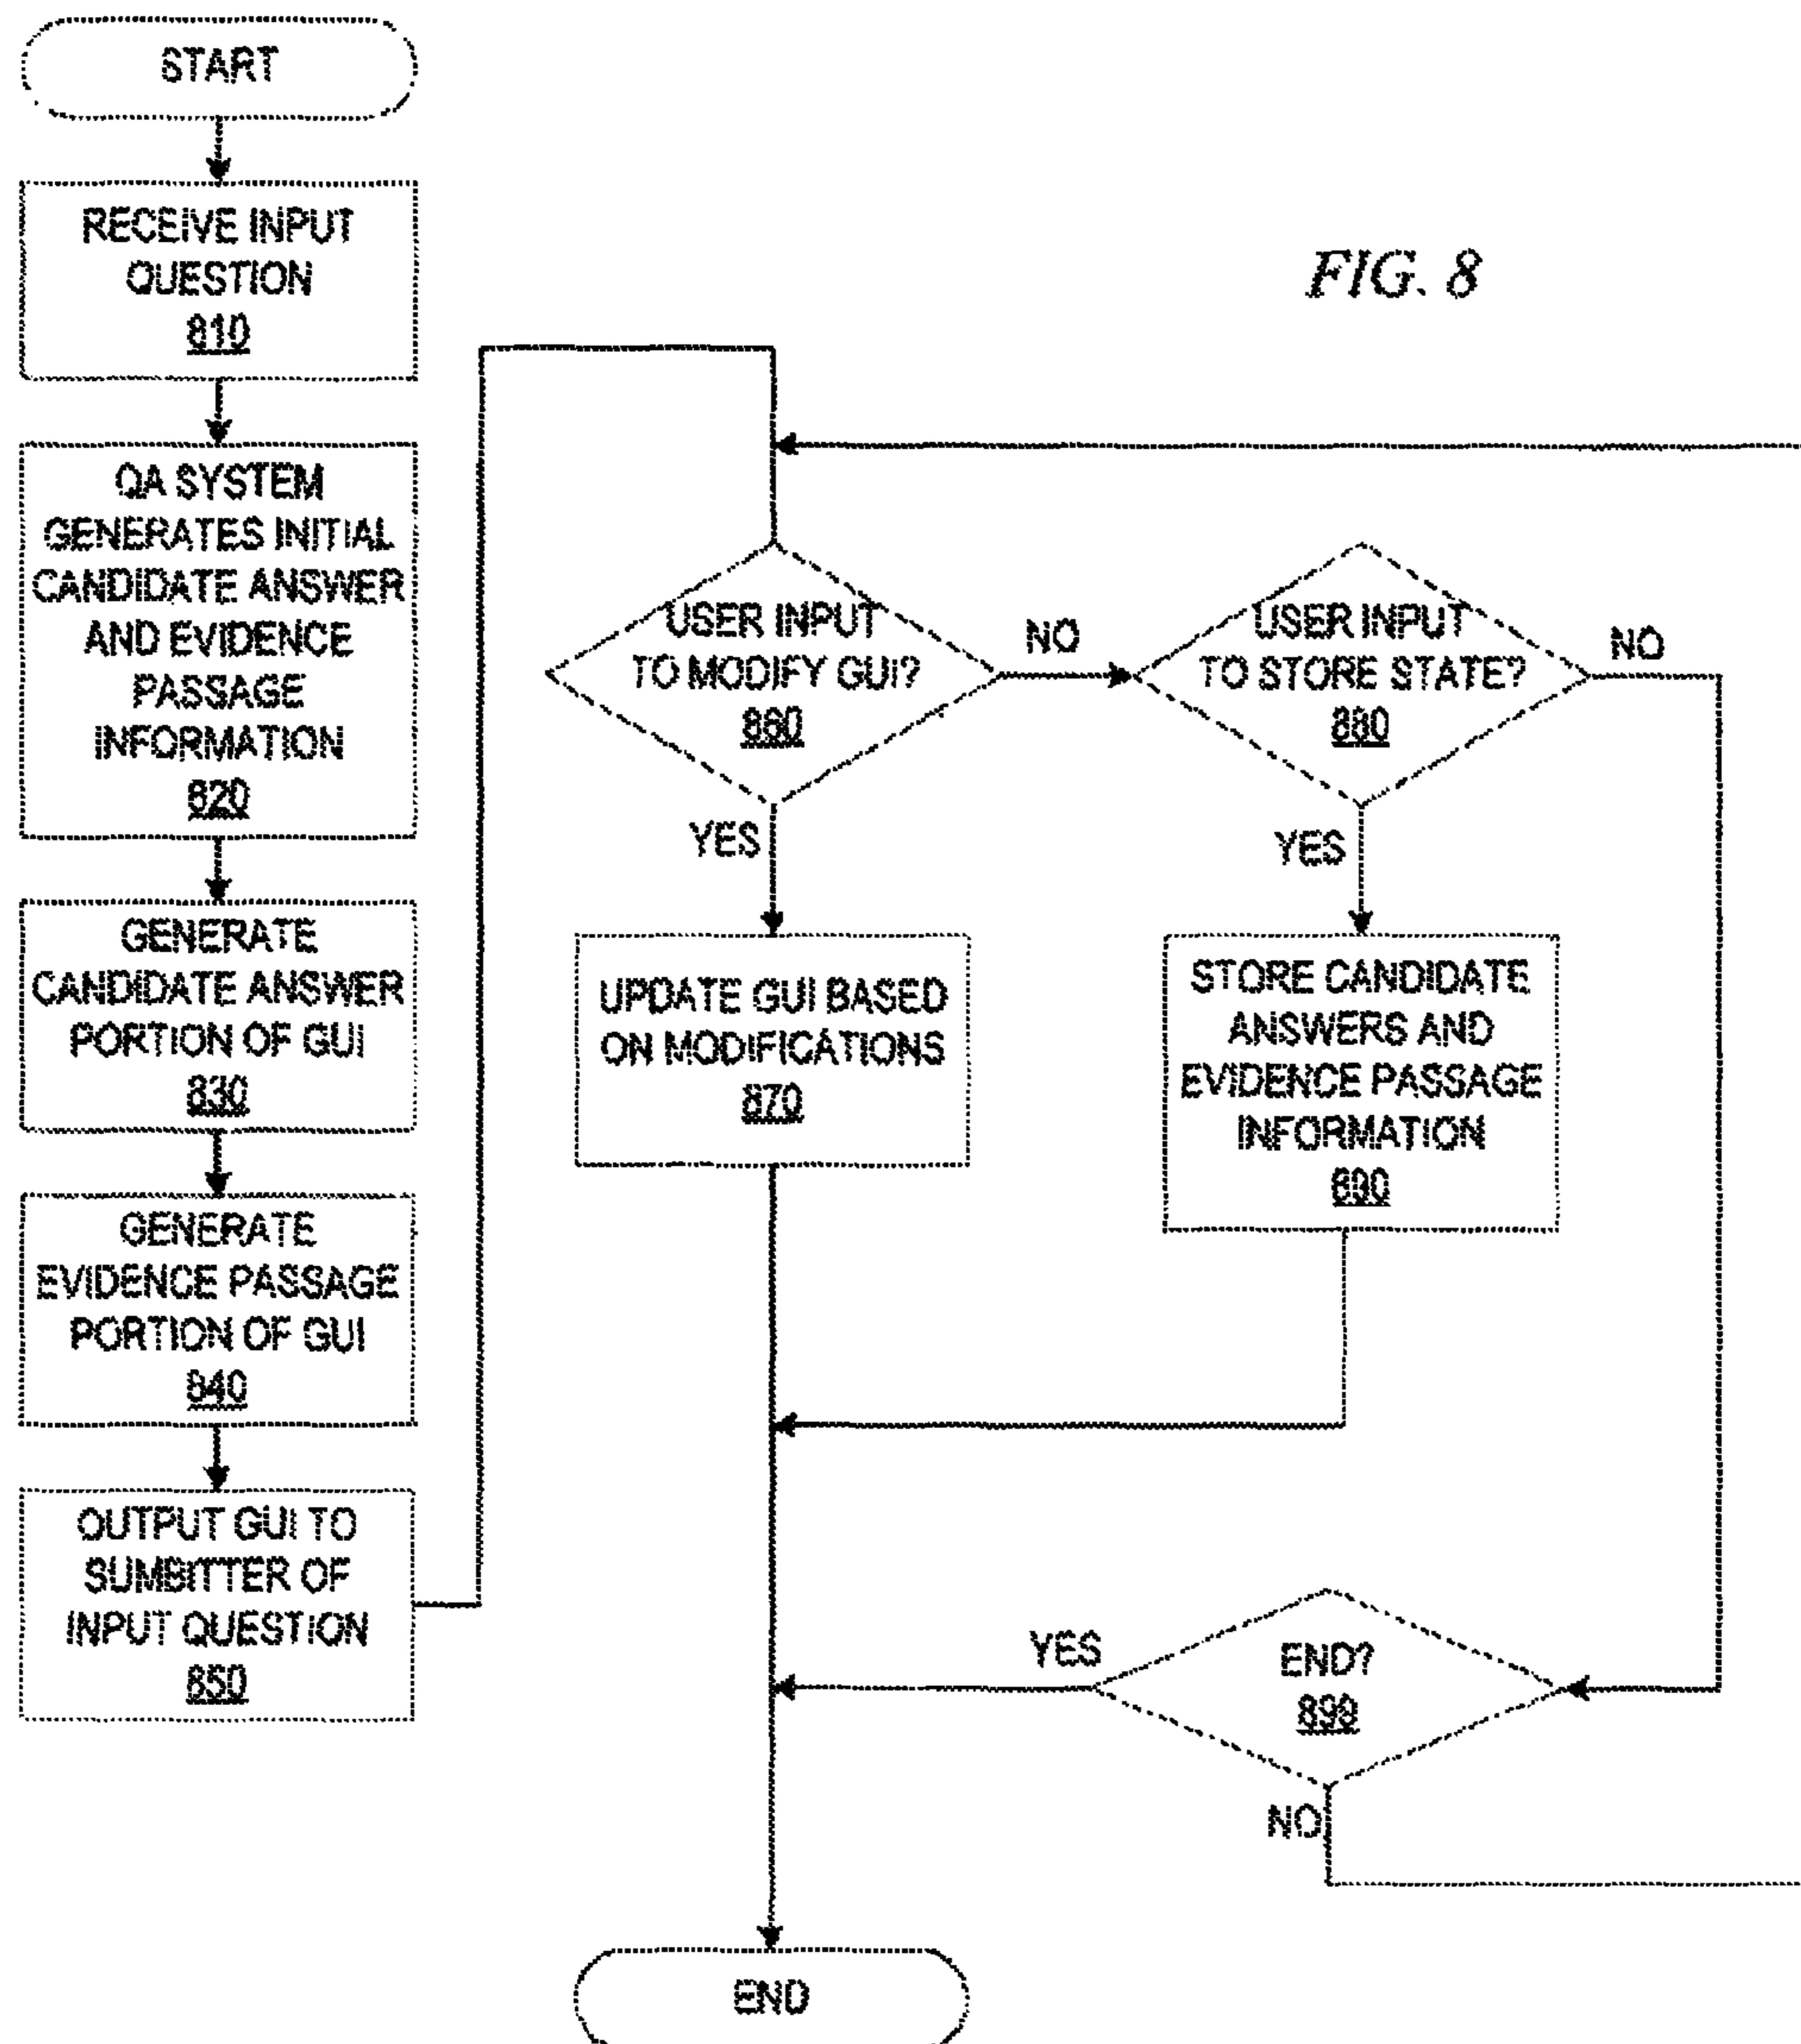 START
RECEIVE INPUT
QUESTION
810
QA SYSTEM
GENERATES INITIAL
CANDIDATE ANSWER
AND EVIDENCE
PASSAGE
INFORMATION
820
GENERATE
CANDIDATE ANSWER
PORTION OF GUI
830
GENERATE
EVIDENCE PASSAGE
PORTION OF GUI
840
OUTPUT GUI TO
SUMBITTER OF
INPUT QUESTION
850
FIG. 8
USER INPUT
TO MODIFY GUI?
860
NO
YES
USER INPUT
TO STORE STATE?
880
NO
YES
UPDATE GUI BASED
ON MODIFICATIONS
870
STORE CANDIDATE
ANSWERS AND
EVIDENCE PASSAGE
INFORMATION
890
END?
899
YES
NO
END